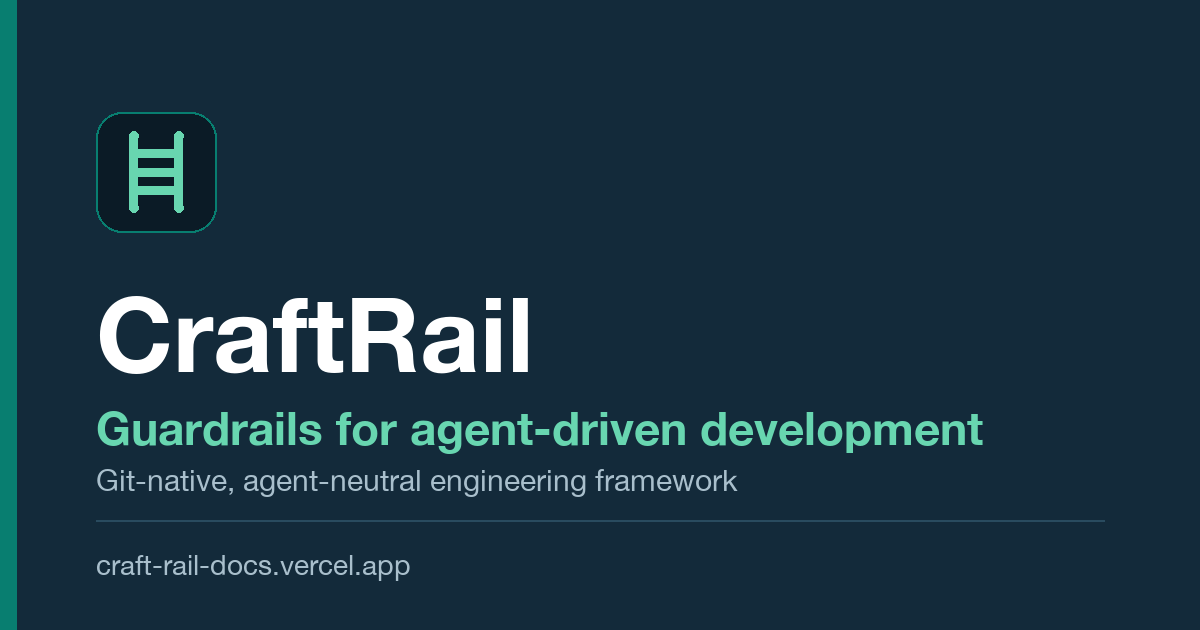 CraftRail
Guardrails for agent-driven development
Git-native, agent-neutral engineering framework
craft-rail-docs.vercel.app